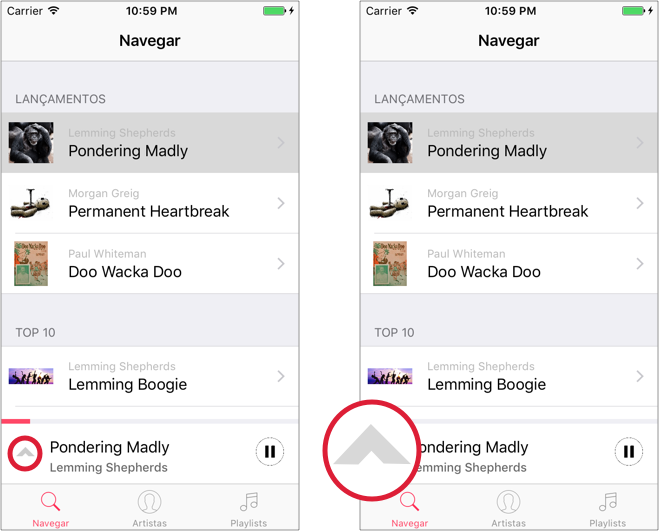 Carrier 10:59 PM
Navegar
LANÇAMENTOS
Lemming Shepherds
Pondering Madly
Morgan Greig
Permanent Heartbreak
Paul Whiteman
Doo Wacka Doo
TOP 10
Lemming Shepherds
Lemming Boogie
Pondering Madly
Lemming Shepherds
Navegar Artistas Playlists
Carrier 10:59 PM
Navegar
LANÇAMENTOS
Lemming Shepherds
Pondering Madly
Morgan Greig
Permanent Heartbreak
Paul Whiteman
Doo Wacka Doo
TOP 10
Lemming Shepherds
Lemming Boogie
ondering Madly
emming Shepherds
Navegar Artistas Playlists